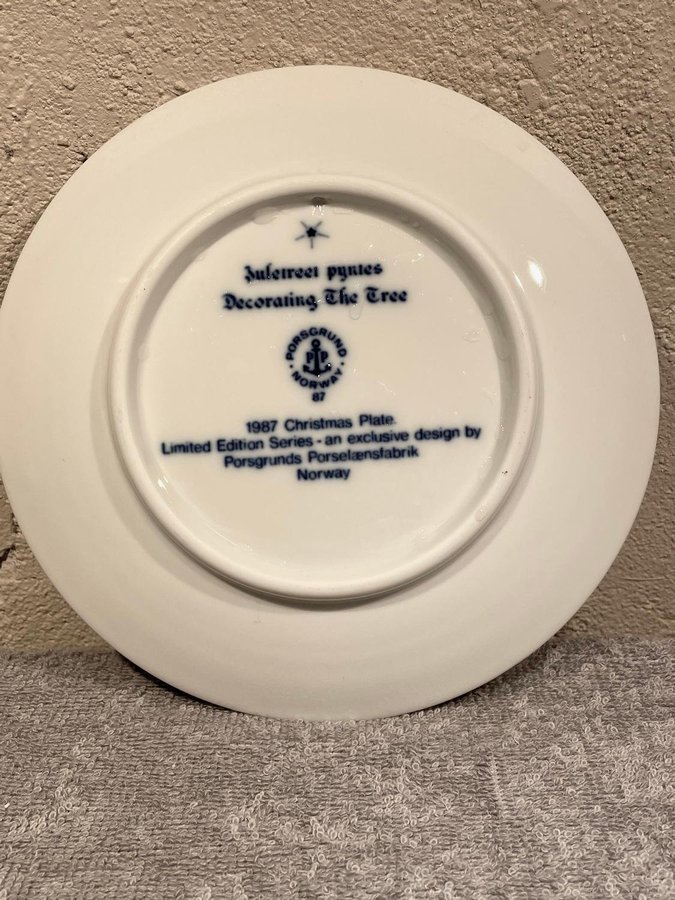 Juletreet pyntes
Decorating The Tree
PORSGRUND
PP
NORWAY
87
1987 Christmas Plate.
Limited Edition Series - an exclusive design by
Porsgrunds Porselænsfabrik
Norway